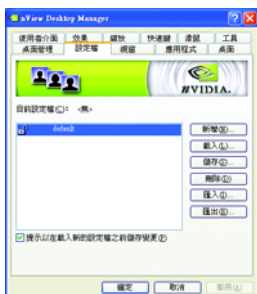 nView Desktop Manager
使用者介面 效果 縮放 快速鍵 滑鼠 工具
桌面管理 設定檔 視窗 應用程式 桌面
NVIDIA.
目前設定檔(C): <無>
default
新增(N)...
載入(L)...
儲存(S)...
刪除(D)
匯入(I)...
匯出(E)...
提示以在載入新的設定檔之前儲存變更(P)
確定 取消 套用(A)